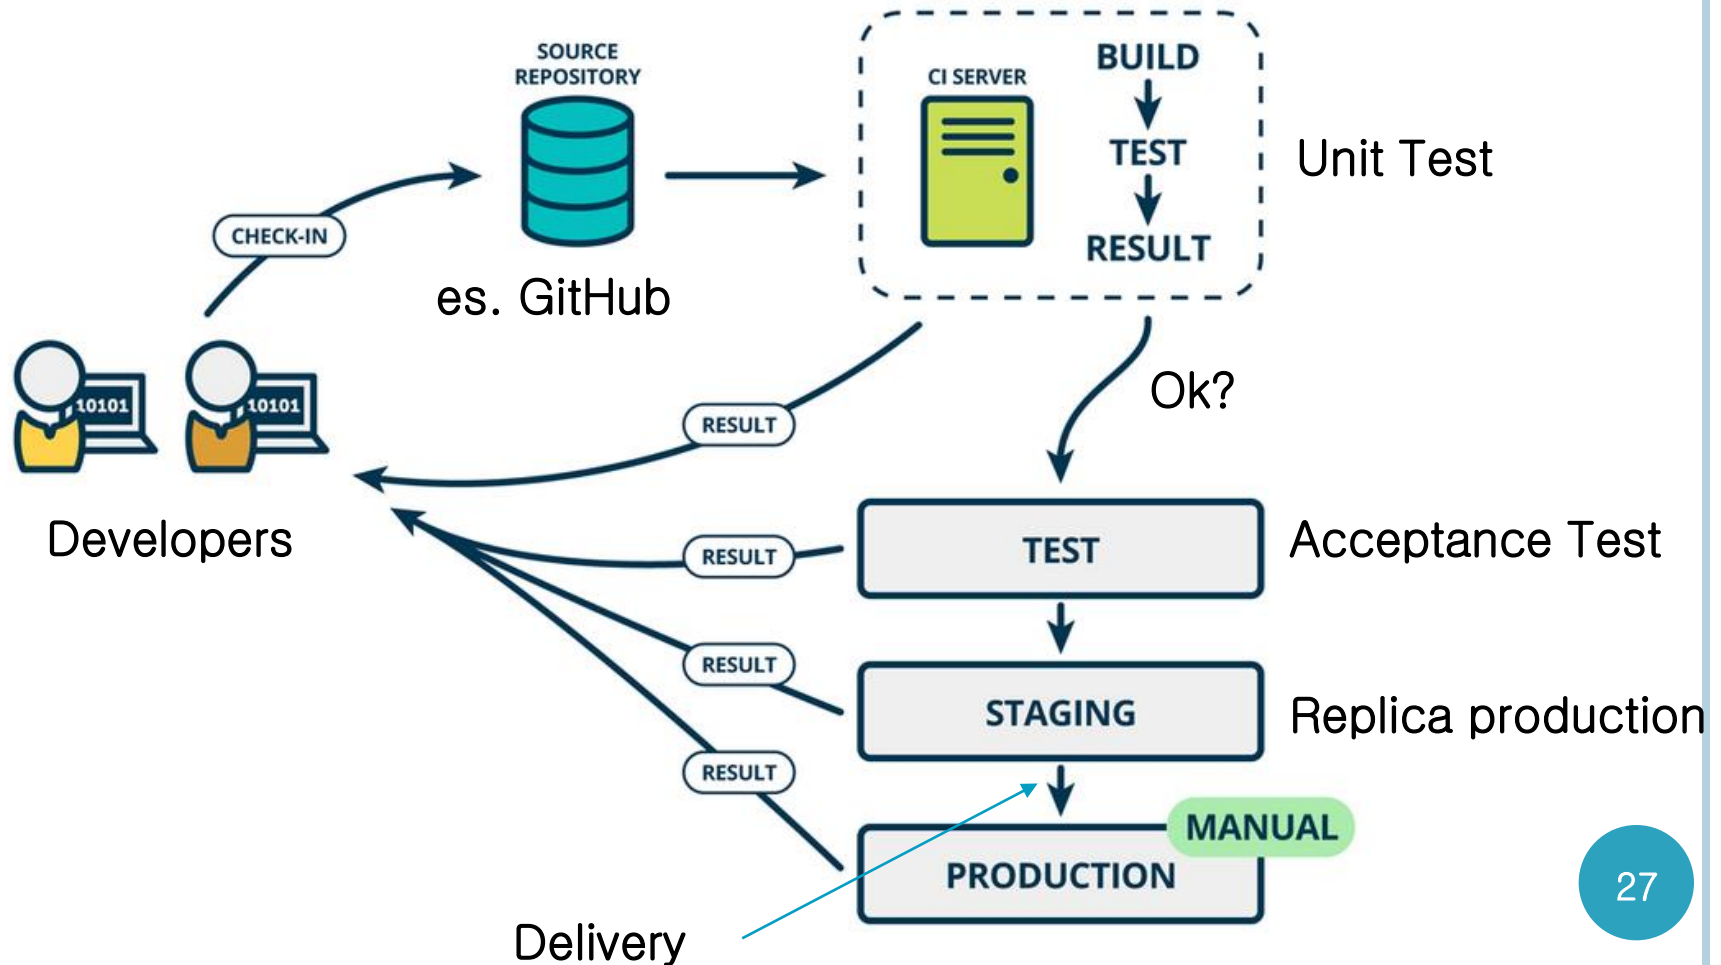 SOURCE
REPOSITORY
CI SERVER
BUILD
TEST
RESULT
Unit Test
CHECK-IN
es. GitHub
10101
10101
Ok?
RESULT
Developers
RESULT
TEST
Acceptance Test
RESULT
STAGING
Replica production
RESULT
MANUAL
PRODUCTION
27
Delivery